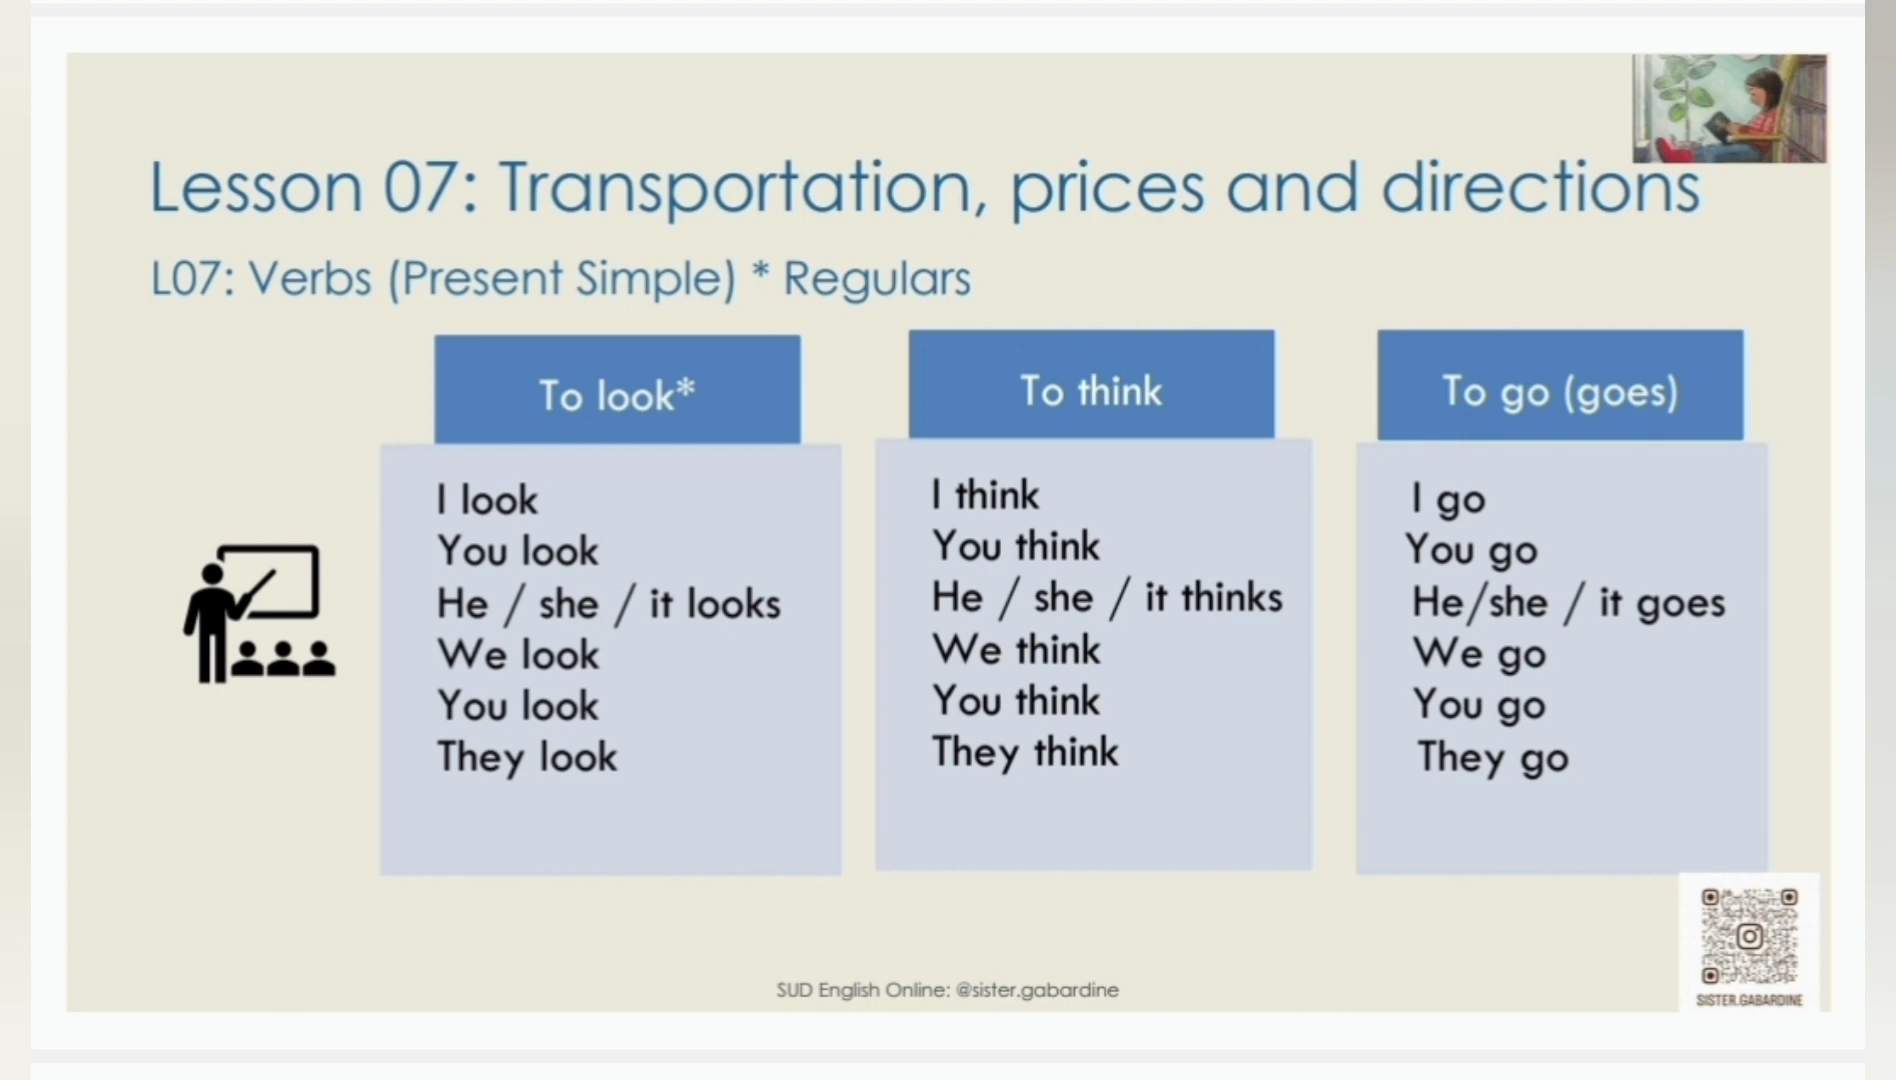 Lesson 07: Transportation, prices and directions
L07: Verbs (Present Simple) * Regulars
To look*
I look
You look
He / she / it looks
We look
You look
They look
To think
I think
You think
He / she / it thinks
We think
You think
They think
To go (goes)
I go
You go
He/she / it goes
We go
You go
They go
SUD English Online: @sister.gabardine
SISTER.GABARDINE